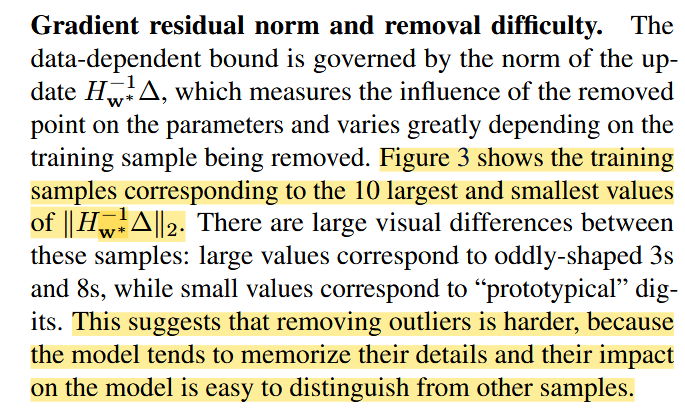 Gradient residual norm and removal difficulty. The
data-dependent bound is governed by the norm of the up-
date $H_{\mathbf{w}^*}^{-1}\Delta$, which measures the influence of the removed
point on the parameters and varies greatly depending on the
training sample being removed. Figure 3 shows the training
samples corresponding to the 10 largest and smallest values
of $\|H_{\mathbf{w}^*}^{-1}\Delta\|_2$. There are large visual differences between
these samples: large values correspond to oddly-shaped 3s
and 8s, while small values correspond to “prototypical” dig-
its. This suggests that removing outliers is harder, because
the model tends to memorize their details and their impact
on the model is easy to distinguish from other samples.